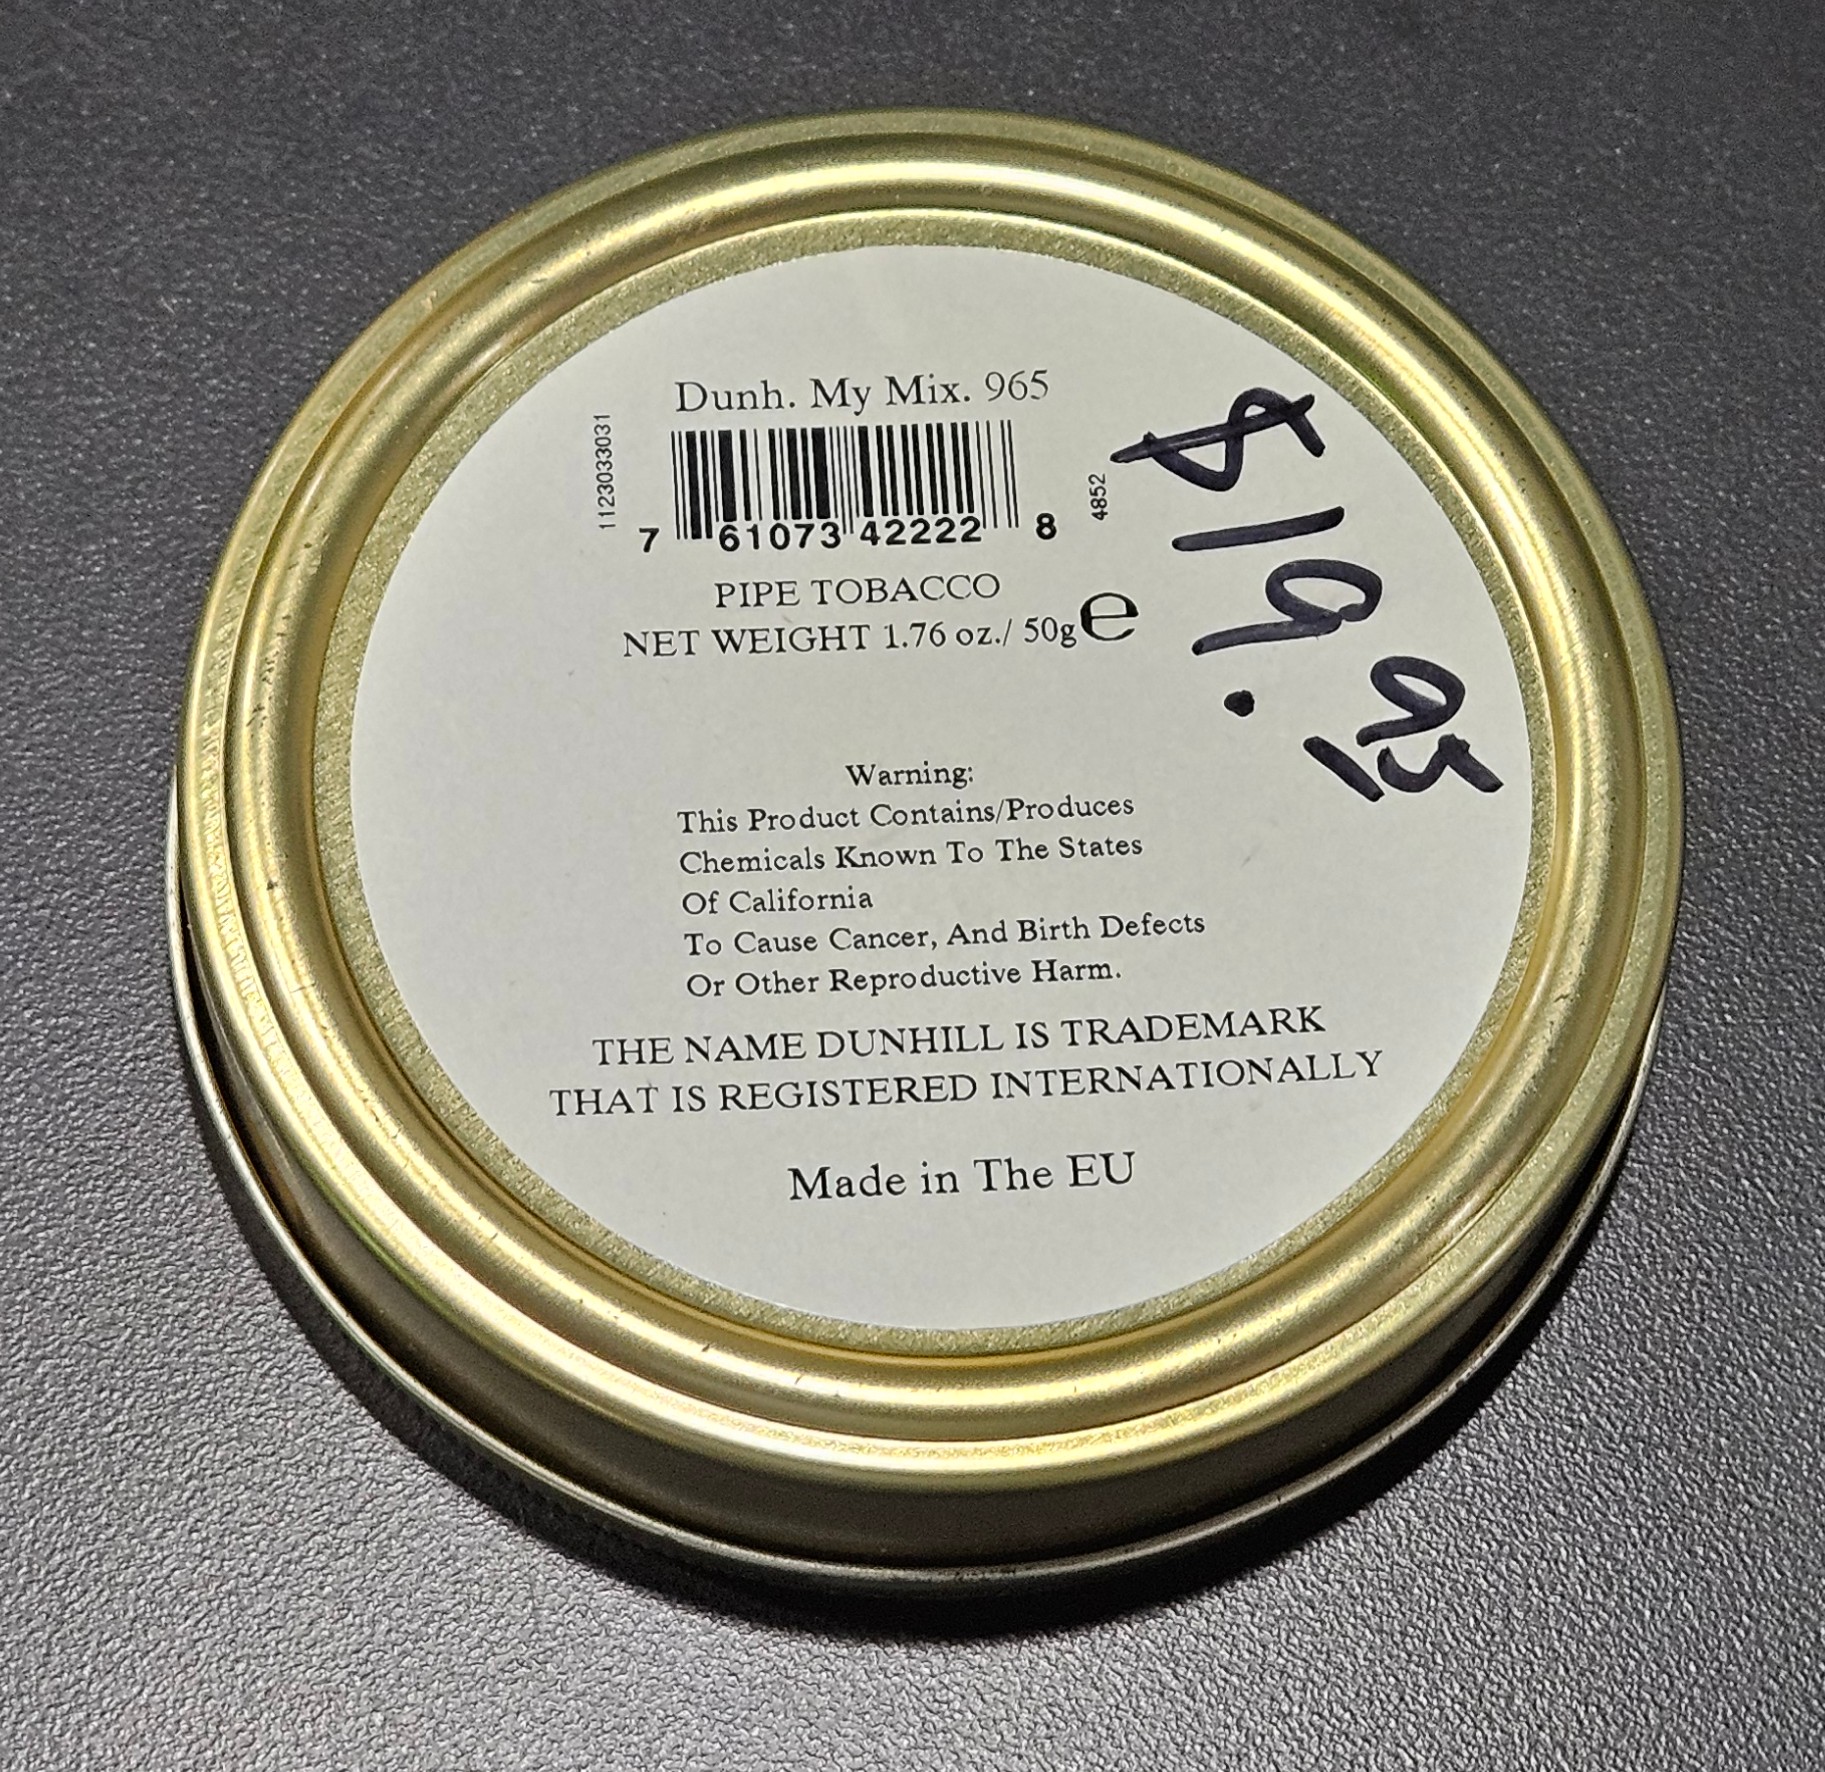 Dunh. My Mix. 965
1123033031
7 61073 42222 8
4852
PIPE TOBACCO
NET WEIGHT 1.76 oz./ 50g e
$19.95
Warning:
This Product Contains/Produces
Chemicals Known To The States
Of California
To Cause Cancer, And Birth Defects
Or Other Reproductive Harm.
THE NAME DUNHILL IS TRADEMARK
THAT IS REGISTERED INTERNATIONALLY
Made in The EU